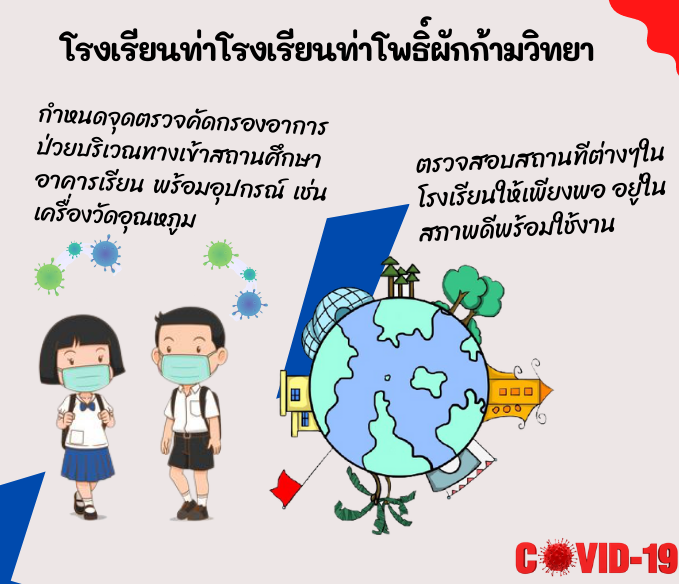 โรงเรียนท่าโรงเรียนท่าโพธิ์ผักก้ามวิทยา
กำหนดจุดตรวจคัดกรองอาการ
ป่วยบริเวณทางเข้าสถานศึกษา
อาคารเรียน พร้อมอุปกรณ์ เช่น
เครื่องวัดอุณหภูม
ตรวจสอบสถานทีต่างๆใน
โรงเรียนให้เพียงพอ อยู่ใน
สภาพดีพร้อมใช้งาน
COVID-19